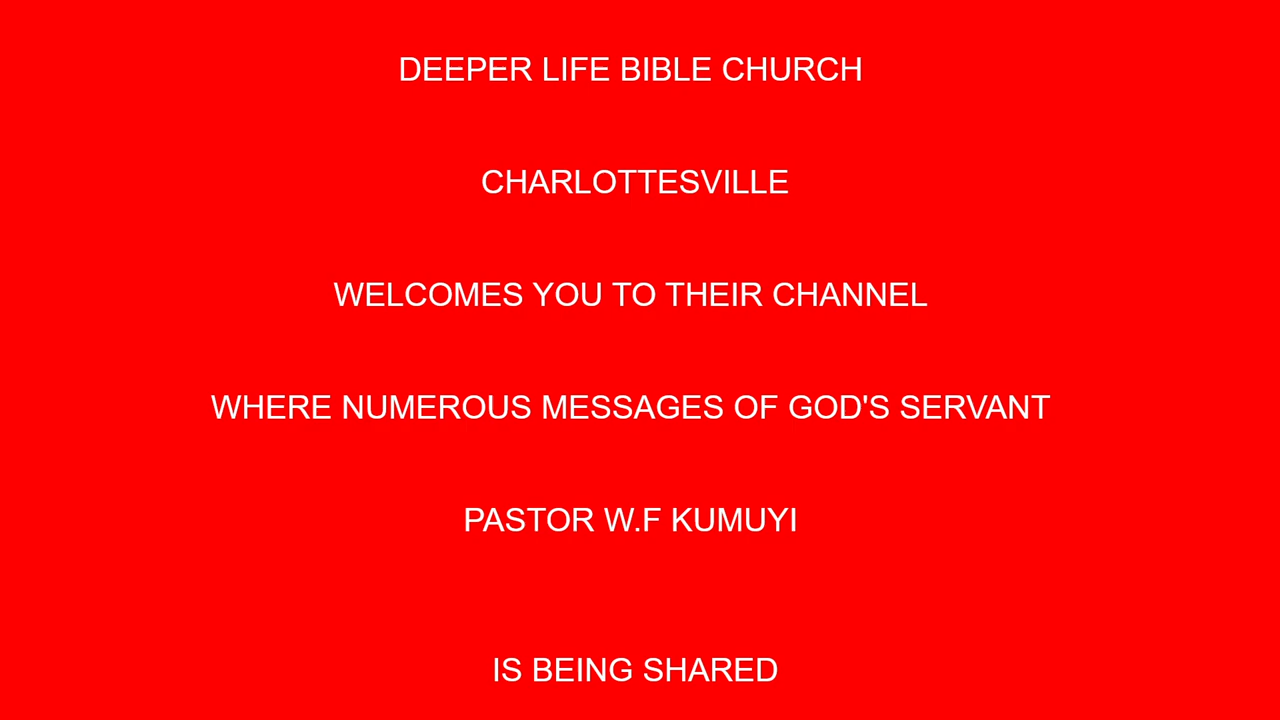 DEEPER LIFE BIBLE CHURCH
CHARLOTTESVILLE
WELCOMES YOU TO THEIR CHANNEL
WHERE NUMEROUS MESSAGES OF GOD'S SERVANT
PASTOR W.F KUMUYI
IS BEING SHARED